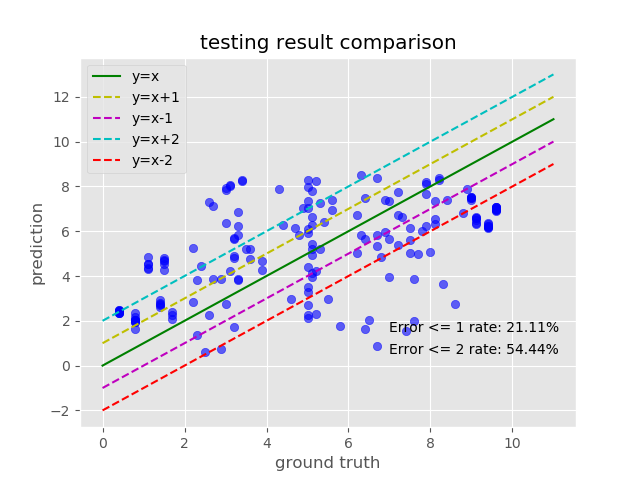 testing result comparison
y=x
y=x+1
y=x-1
y=x+2
y=x-2
12
10
8
6
4
2
0
−2
prediction
Error <= 1 rate: 21.11%
Error <= 2 rate: 54.44%
0 2 4 6 8 10
ground truth